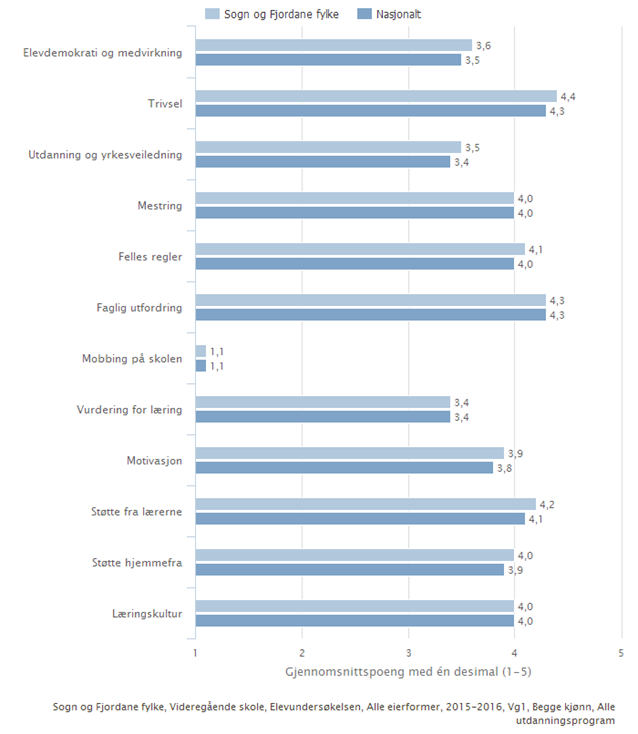 Sogn og Fjordane fylke Nasjonalt
Elevdemokrati og medvirkning
3,6
3,5
Trivsel
4,4
4,3
Utdanning og yrkesveiledning
3,5
3,4
Mestring
4,0
4,0
Felles regler
4,1
4,0
Faglig utfordring
4,3
4,3
Mobbing på skolen
1,1
1,1
Vurdering for læring
3,4
3,4
Motivasjon
3,9
3,8
Støtte fra lærerne
4,2
4,1
Støtte hjemmefra
4,0
3,9
Læringskultur
4,0
4,0
1 2 3 4 5
Gjennomsnittspoeng med én desimal (1-5)
Sogn og Fjordane fylke, Videregående skole, Elevundersøkelsen, Alle eierformer, 2015-2016, Vg1, Begge kjønn, Alle
utdanningsprogram